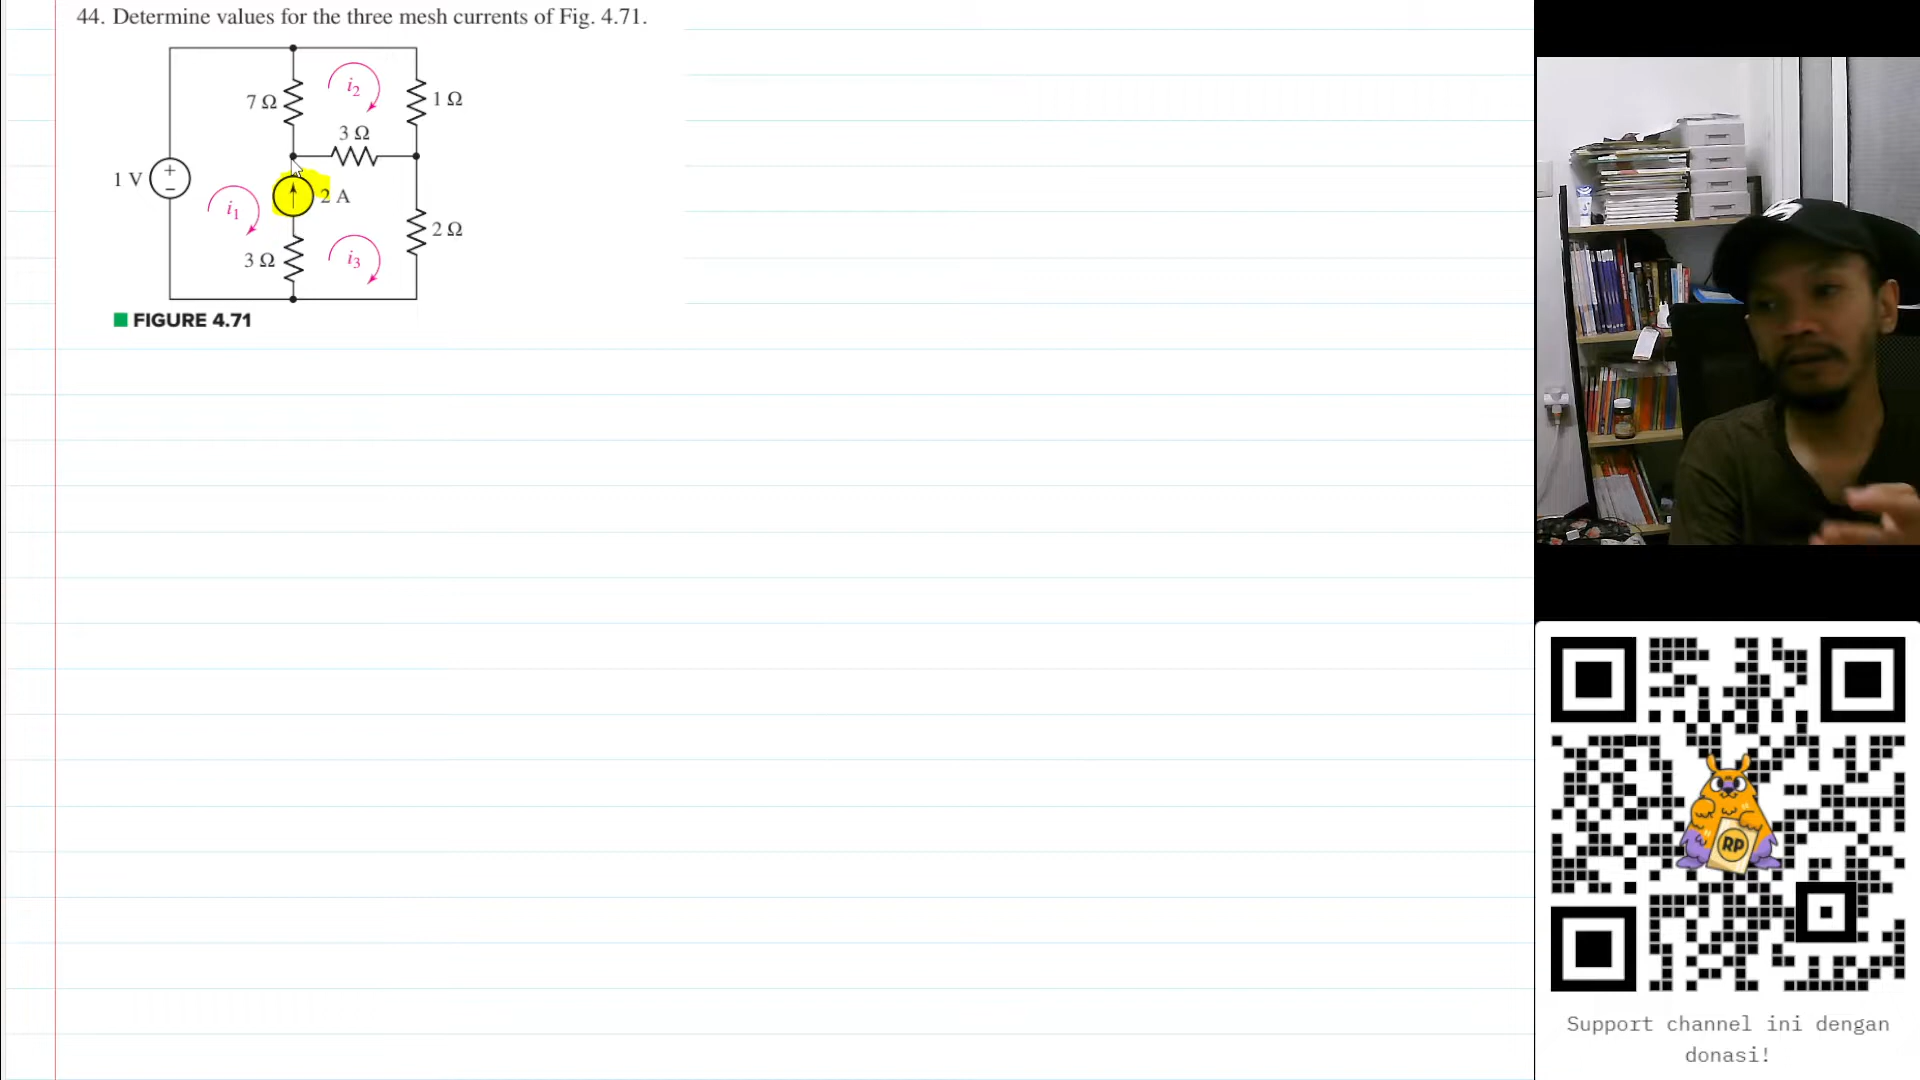 44. Determine values for the three mesh currents of Fig. 4.71.
i2
7 Ω
1 Ω
3 Ω
1 V
+
−
2 A
i1
2 Ω
3 Ω
i3
FIGURE 4.71
RP
Support channel ini dengan
donasi!